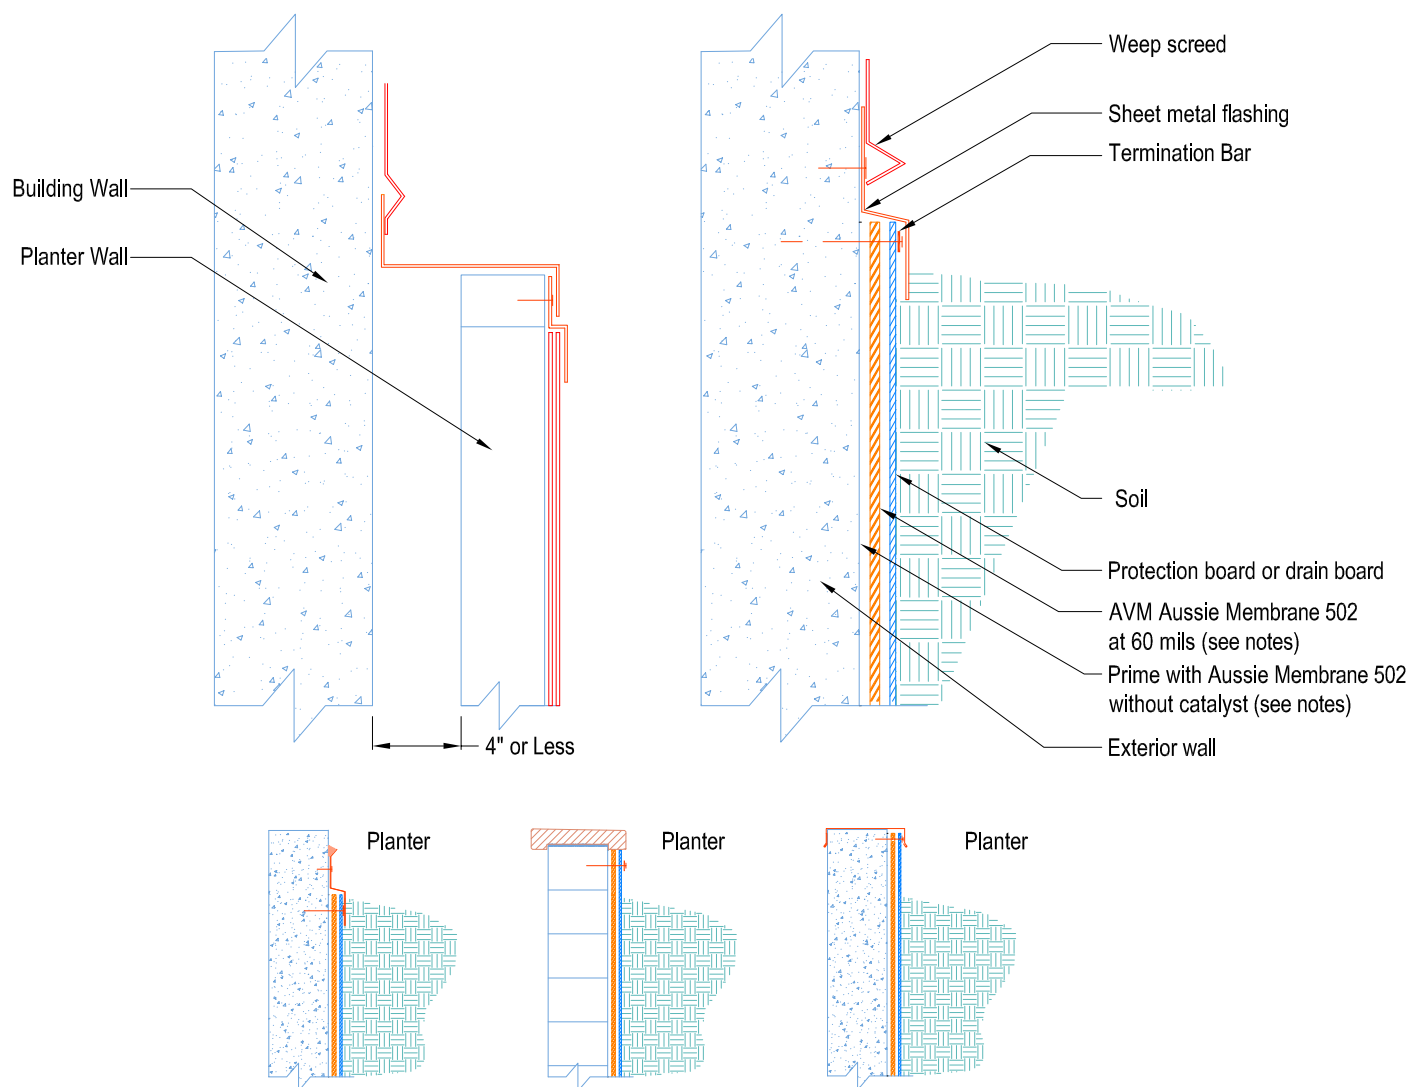 Building Wall
Planter Wall
4" or Less
Weep screed
Sheet metal flashing
Termination Bar
Soil
Protection board or drain board
AVM Aussie Membrane 502
at 60 mils (see notes)
Prime with Aussie Membrane 502
without catalyst (see notes)
Exterior wall
Planter
Planter
Planter